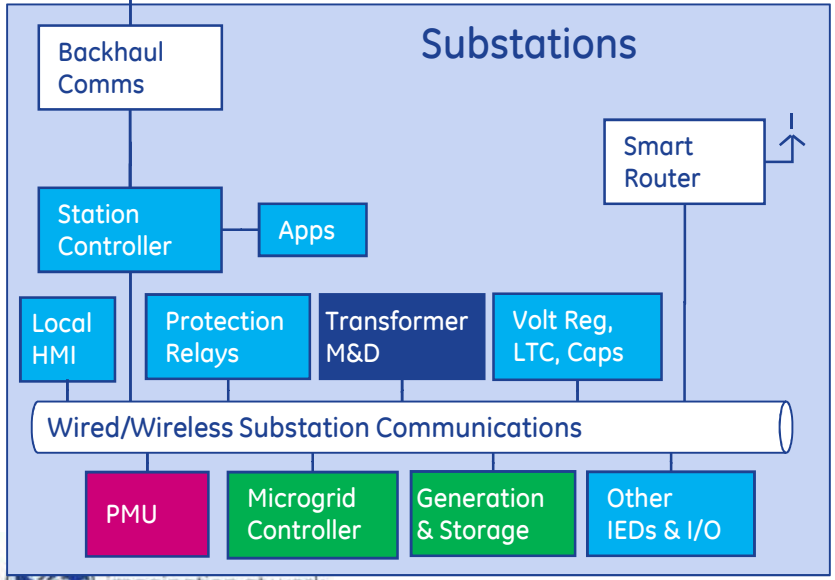 Substations
Backhaul
Comms
Smart
Router
Station
Controller
Apps
Local
HMI
Protection
Relays
Transformer
M&D
Volt Reg,
LTC, Caps
Wired/Wireless Substation Communications
PMU
Microgrid
Controller
Generation
& Storage
Other
IEDs & I/O